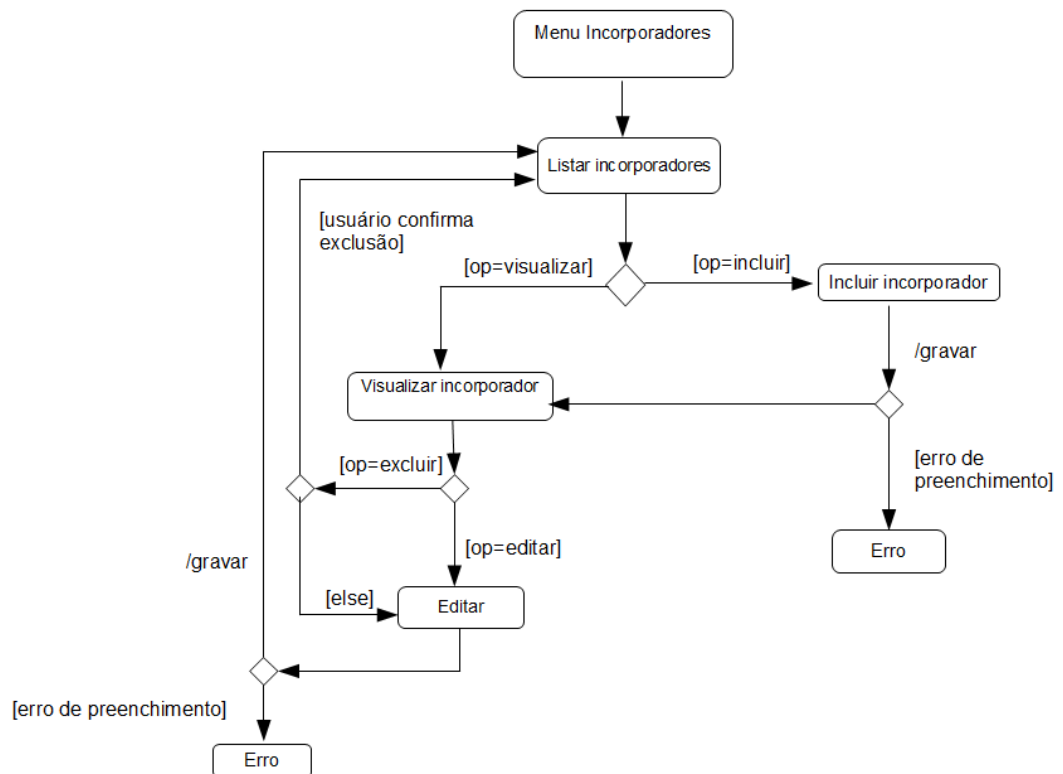 Menu Incorporadores
Listar incorporadores
[usuário confirma
exclusão]
[op=visualizar]
[op=incluir]
Incluir incorporador
/gravar
Visualizar incorporador
[op=excluir]
[erro de
preenchimento]
[op=editar]
Erro
/gravar
[else]
Editar
[erro de preenchimento]
Erro